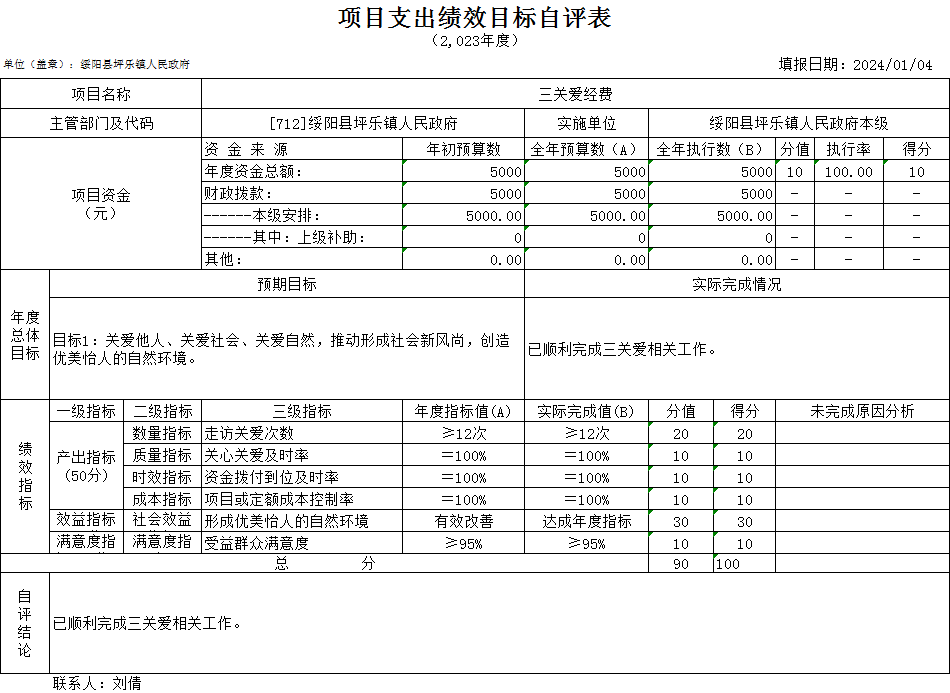 项目支出绩效目标自评表
（2,023年度）
单位（盖章）：绥阳县坪乐镇人民政府 填报日期：2024/01/04
项目名称 三关爱经费
主管部门及代码 [712]绥阳县坪乐镇人民政府 实施单位 绥阳县坪乐镇人民政府本级
项目资金
（元）
资 金 来 源 年初预算数 全年预算数（A） 全年执行数（B） 分值 执行率 得分
年度资金总额： 5000 5000 5000 10 100.00 10
财政拨款： 5000 5000 5000 － － －
------本级安排： 5000.00 5000.00 5000.00 － － －
------其中：上级补助： 0 0 0 － － －
其他： 0.00 0.00 0.00 － － －
年度
总体
目标
预期目标 实际完成情况
目标1：关爱他人、关爱社会、关爱自然，推动形成社会新风尚，创造
优美怡人的自然环境。
已顺利完成三关爱相关工作。
绩
效
指
标
一级指标 二级指标 三级指标 年度指标值(A) 实际完成值(B) 分值 得分 未完成原因分析
产出指标
（50分）
数量指标 走访关爱次数 ≥12次 ≥12次 20 20
质量指标 关心关爱及时率 ＝100% ＝100% 10 10
时效指标 资金拨付到位及时率 ＝100% ＝100% 10 10
成本指标 项目或定额成本控制率 ＝100% ＝100% 10 10
效益指标 社会效益 形成优美怡人的自然环境 有效改善 达成年度指标 30 30
满意度指 满意度指 受益群众满意度 ≥95% ≥95% 10 10
总 分 90 100
自
评
结
论
已顺利完成三关爱相关工作。
联系人：刘倩